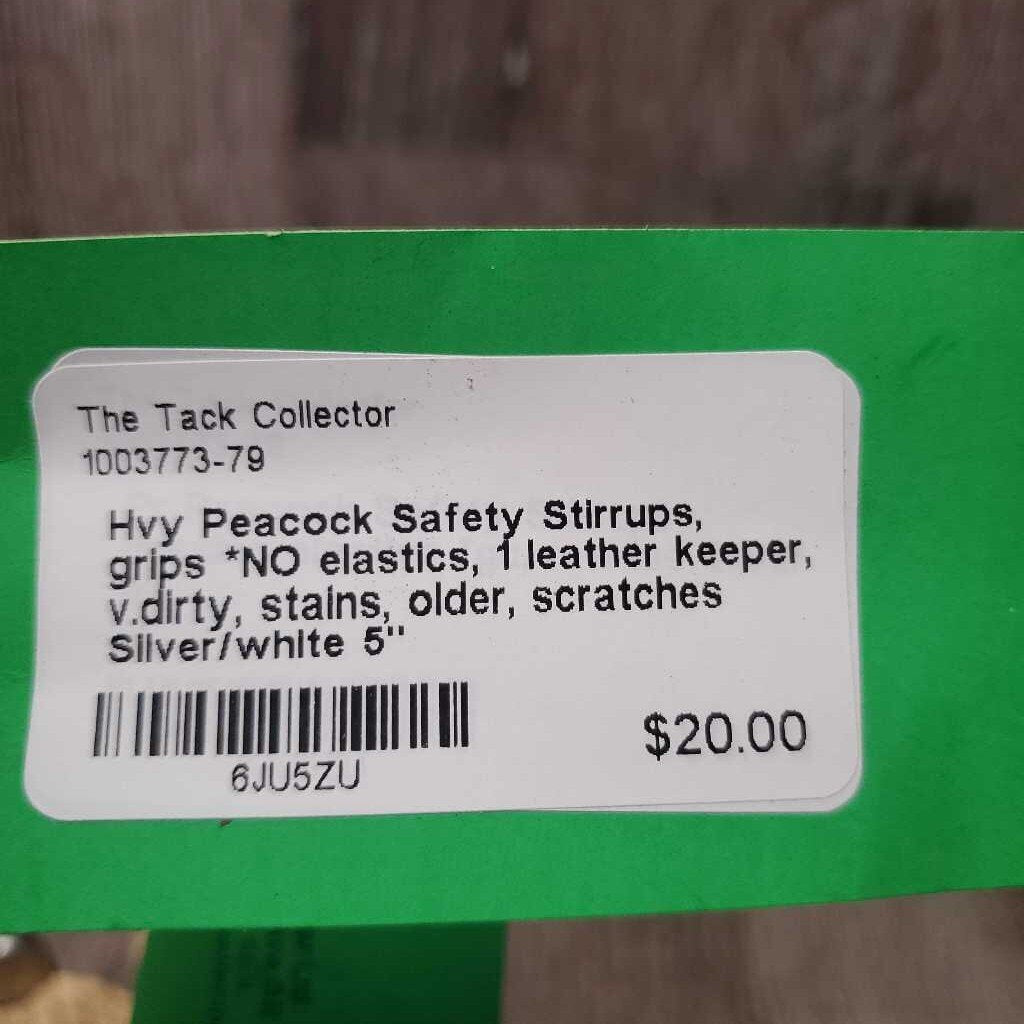 The Tack Collector
1003773-79
Hvy Peacock Safety Stirrups,
grips *NO elastics, 1 leather keeper,
v.dirty, stains, older, scratches
Silver/white 5"
6JU5ZU
$20.00